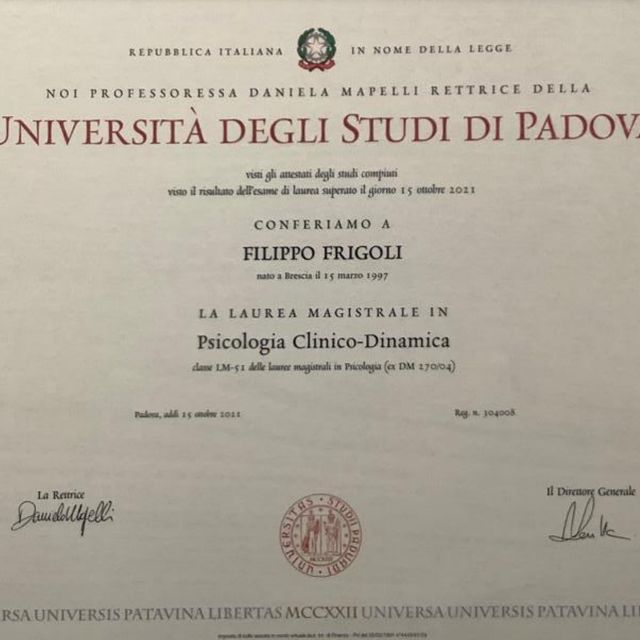 REPUBBLICA ITALIANA IN NOME DELLA LEGGE
NOI PROFESSORESSA DANIELA MAPELLI RETTRICE DELLA
UNIVERSITÀ DEGLI STUDI DI PADOVA
visti gli attestati degli studi compiuti
visto il risultato dell'esame di laurea superato il giorno 15 ottobre 2021
CONFERIAMO A
FILIPPO FRIGOLI
nato a Brescia il 15 marzo 1997
LA LAUREA MAGISTRALE IN
Psicologia Clinico-Dinamica
classe LM-51 delle lauree magistrali in Psicologia (ex DM 270/04)
Padova, addì 15 ottobre 2021 Reg. n. 304008
La Rettrice Il Direttore Generale
UNIVERSITAS STUDII PADUANI
RSA UNIVERSIS PATAVINA LIBERTAS MCCXXII UNIVERSA UNIVERSIS PATAVINA LI